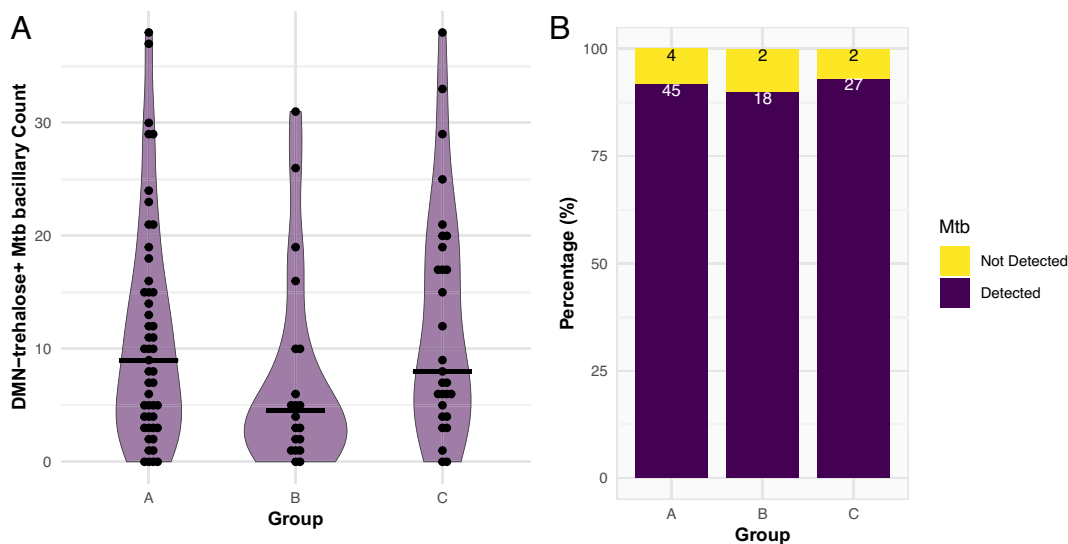 A
DMN-trehalose+ Mtb bacillary Count
30
20
10
0
A B C
Group
B
Percentage (%)
100
75
50
25
0
4 2 2
45 18 27
A B C
Group
Mtb
Not Detected
Detected